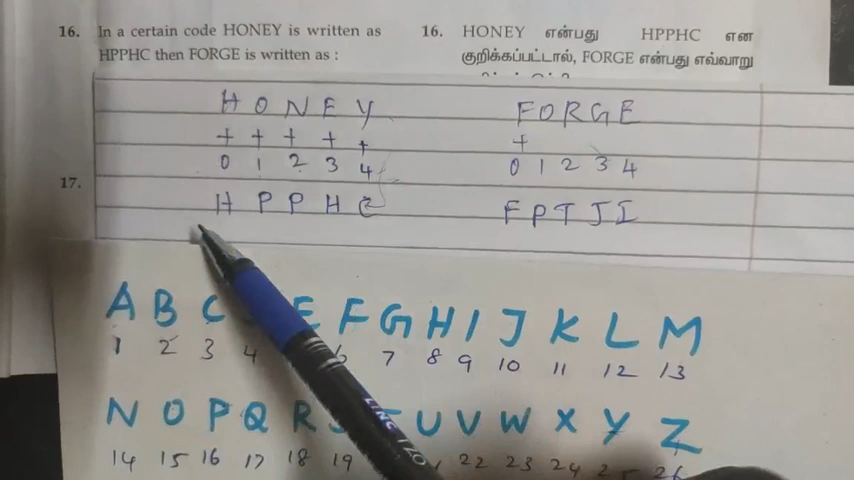 16. In a certain code HONEY is written as
HPPHC then FORGE is written as :
16. HONEY என்பது HPPHC என
குறிக்கப்பட்டால், FORGE என்பது எவ்வாறு
H O N E Y
+ + + + +
0 1 2 3 4
H P P H C
FORGE
+
0 1 2 3 4
F P T J I
17.
A B C E F G H I J K L M
1 2 3 4 6 7 8 9 10 11 12 13
N O P Q R U V W X Y Z
14 15 16 17 18 19 22 23 24 25 26
LINC